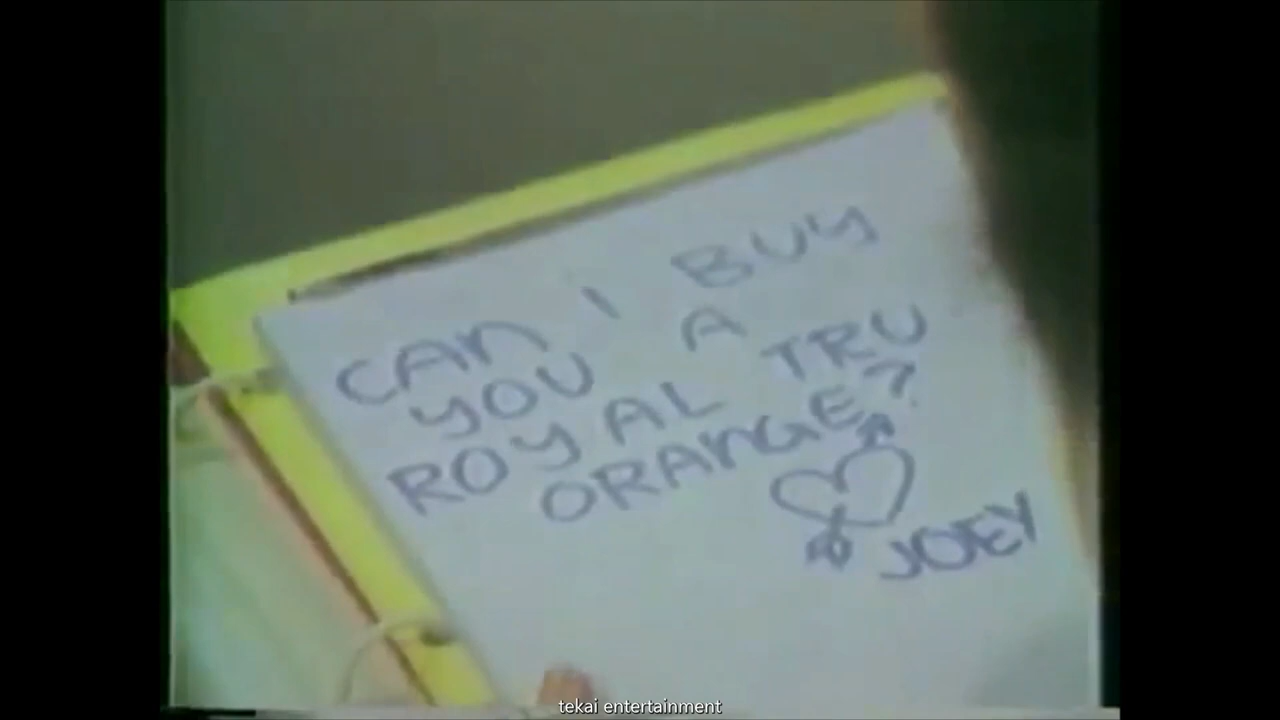 CAN I BUY
YOU A
ROYAL TRU
ORANGE?
JOEY
tekai entertainment